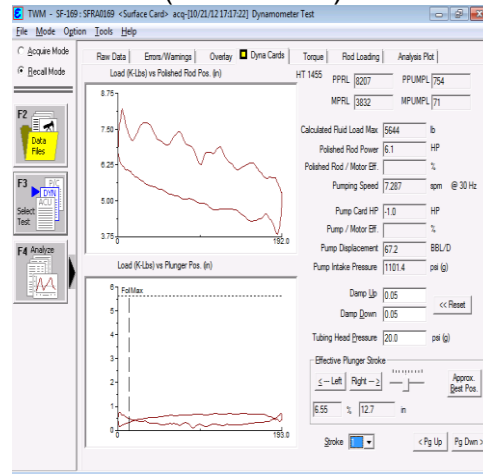 TWM - SF-169 : SFRA0169 <Surface Card> acq-[10/21/12 17:17:22] Dynamometer Test
File Mode Option Tools Help
Acquire Mode
Recall Mode
F2
Data
Files
F3
Select
Test
P/C
DYN
ACU
F4 Analyze
Raw Data Errors/Warnings Overlay Dyna Cards Torque Rod Loading Analysis Plot
Load (K-Lbs) vs Polished Rod Pos. (in)
8.75
7.50
6.25
5.00
3.75
0 192.0
Load (K-Lbs) vs Plunger Pos. (in)
6
5
4
3
2
1
0
FolMax
0 193.0
HT 1455 PPRL 8207 PPUMPL 754
MPRL 3832 MPUMPL 71
Calculated Fluid Load Max 5644 lb
Polished Rod Power 6.1 HP
Polished Rod / Motor Eff. %
Pumping Speed 7.287 spm @ 30 Hz
Pump Card HP -1.0 HP
Pump / Motor Eff. %
Pump Displacement 67.2 BBL/D
Pump Intake Pressure 1101.4 psi (g)
Damp Up 0.05
Damp Down 0.05
<< Reset
Tubing Head Pressure 20.0 psi (g)
Effective Plunger Stroke
<-- Left Right -->
Approx.
Best Pos.
6.55 % 12.7 in
Stroke 1
< Pg Up Pg Dwn >